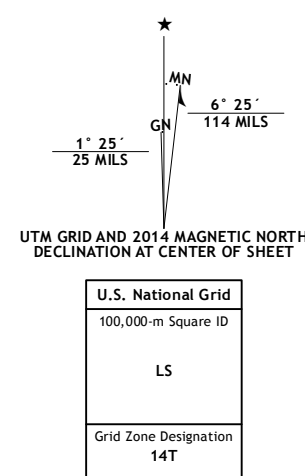 ★
MN
GN
6° 25´
114 MILS
1° 25´
25 MILS
UTM GRID AND 2014 MAGNETIC NORTH
DECLINATION AT CENTER OF SHEET
U.S. National Grid
100,000-m Square ID
LS
Grid Zone Designation
14T